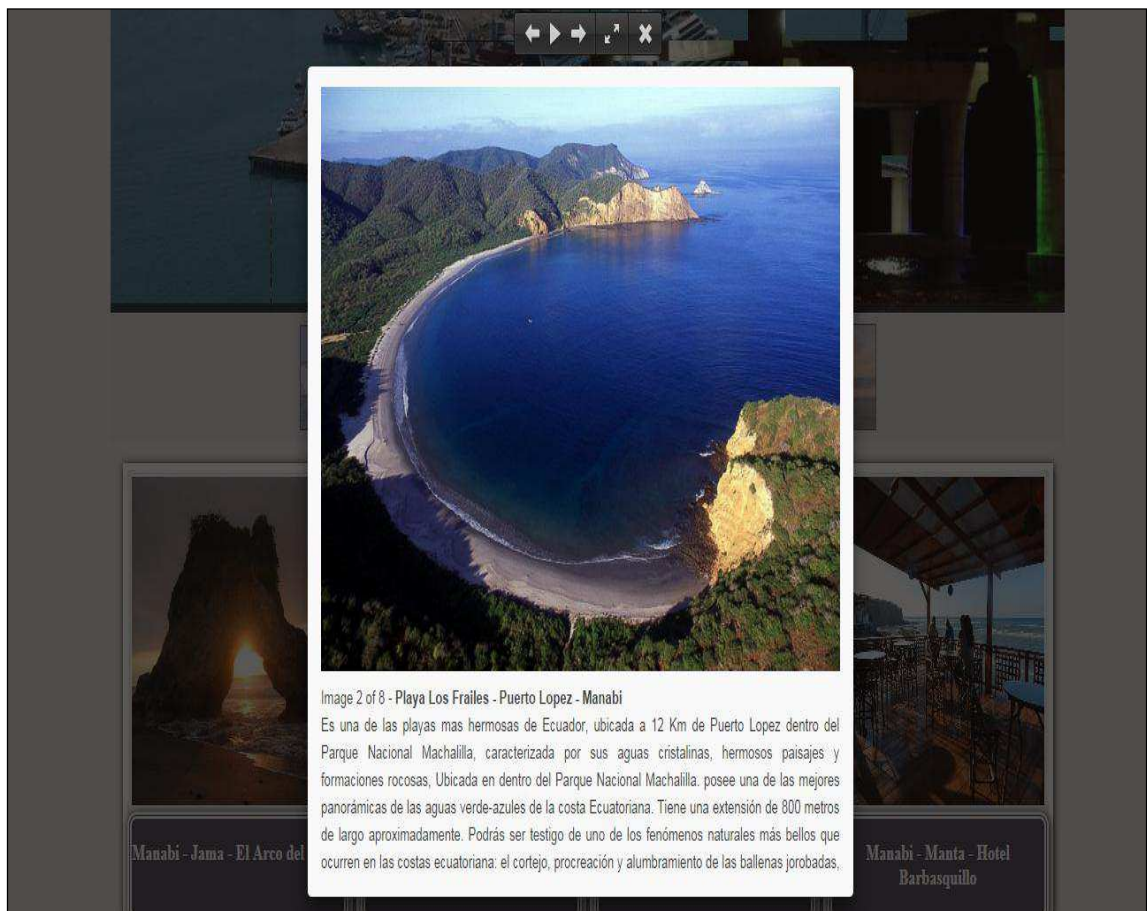 Image 2 of 8 - Playa Los Frailes - Puerto Lopez - Manabi
Es una de las playas mas hermosas de Ecuador, ubicada a 12 Km de Puerto Lopez dentro del
Parque Nacional Machalilla, caracterizada por sus aguas cristalinas, hermosos paisajes y
formaciones rocosas, Ubicada en dentro del Parque Nacional Machalilla. posee una de las mejores
panorámicas de las aguas verde-azules de la costa Ecuatoriana. Tiene una extensión de 800 metros
de largo aproximadamente. Podrás ser testigo de uno de los fenómenos naturales más bellos que
ocurren en las costas ecuatoriana: el cortejo, procreación y alumbramiento de las ballenas jorobadas,
Manabi - Jama - El Arco del
Manabi - Manta - Hotel
Barbasquillo